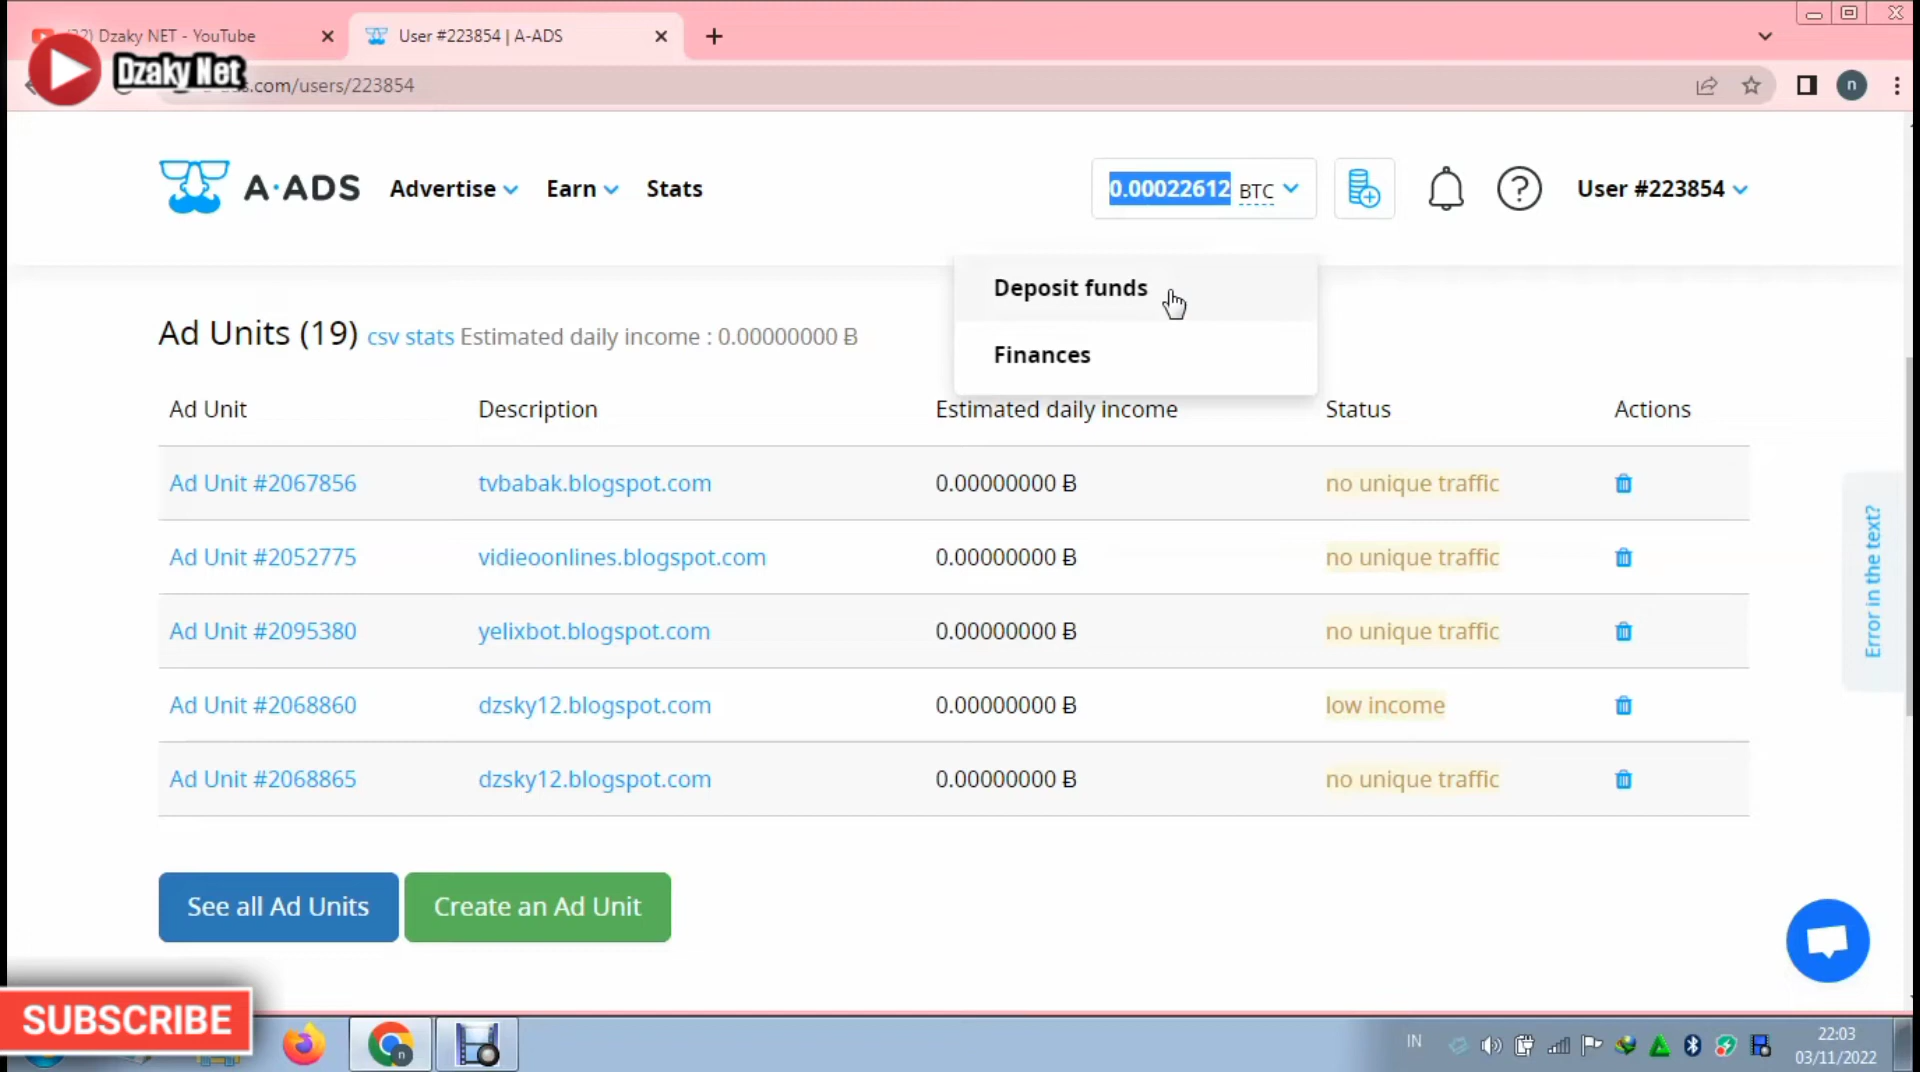 Dzaky NET - YouTube
User #223854 | A-ADS
Dzaky Net
.com/users/223854
n
A·ADS
Advertise
Earn
Stats
0.00022612 BTC
User #223854
Deposit funds
Finances
Ad Units (19) csv stats Estimated daily income : 0.00000000 Ƀ
Ad Unit Description Estimated daily income Status Actions
Ad Unit #2067856 tvbabak.blogspot.com 0.00000000 Ƀ no unique traffic
Ad Unit #2052775 vidieoonlines.blogspot.com 0.00000000 Ƀ no unique traffic
Ad Unit #2095380 yelixbot.blogspot.com 0.00000000 Ƀ no unique traffic
Ad Unit #2068860 dzsky12.blogspot.com 0.00000000 Ƀ low income
Ad Unit #2068865 dzsky12.blogspot.com 0.00000000 Ƀ no unique traffic
Error in the text?
See all Ad Units
Create an Ad Unit
SUBSCRIBE
n
IN
22:03
03/11/2022